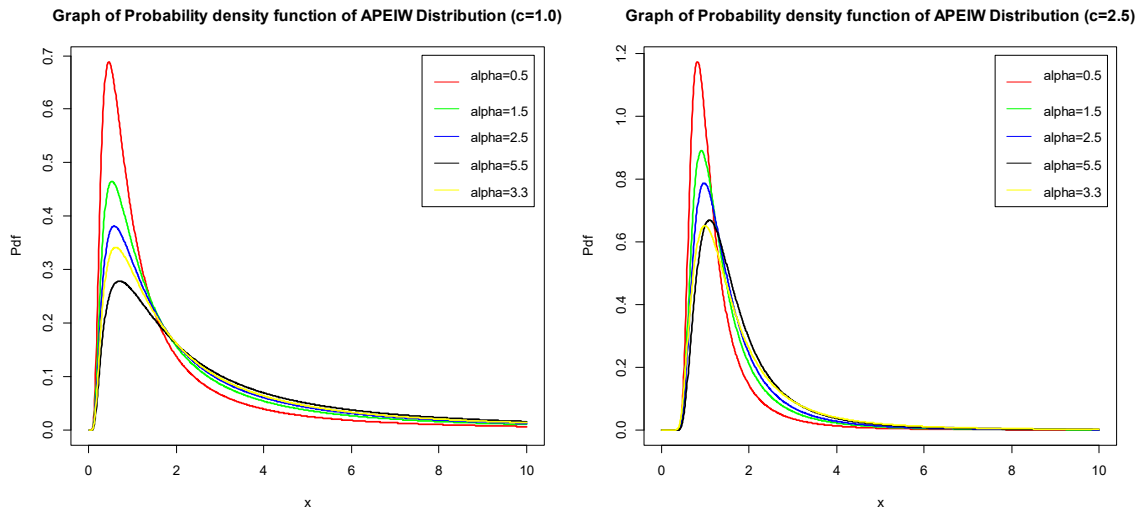 Graph of Probability density function of APEIW Distribution (c=1.0)
Pdf
0.7
0.6
0.5
0.4
0.3
0.2
0.1
0.0
alpha=0.5
alpha=1.5
alpha=2.5
alpha=5.5
alpha=3.3
0 2 4 6 8 10
x
Graph of Probability density function of APEIW Distribution (c=2.5)
Pdf
1.2
1.0
0.8
0.6
0.4
0.2
0.0
alpha=0.5
alpha=1.5
alpha=2.5
alpha=5.5
alpha=3.3
0 2 4 6 8 10
x